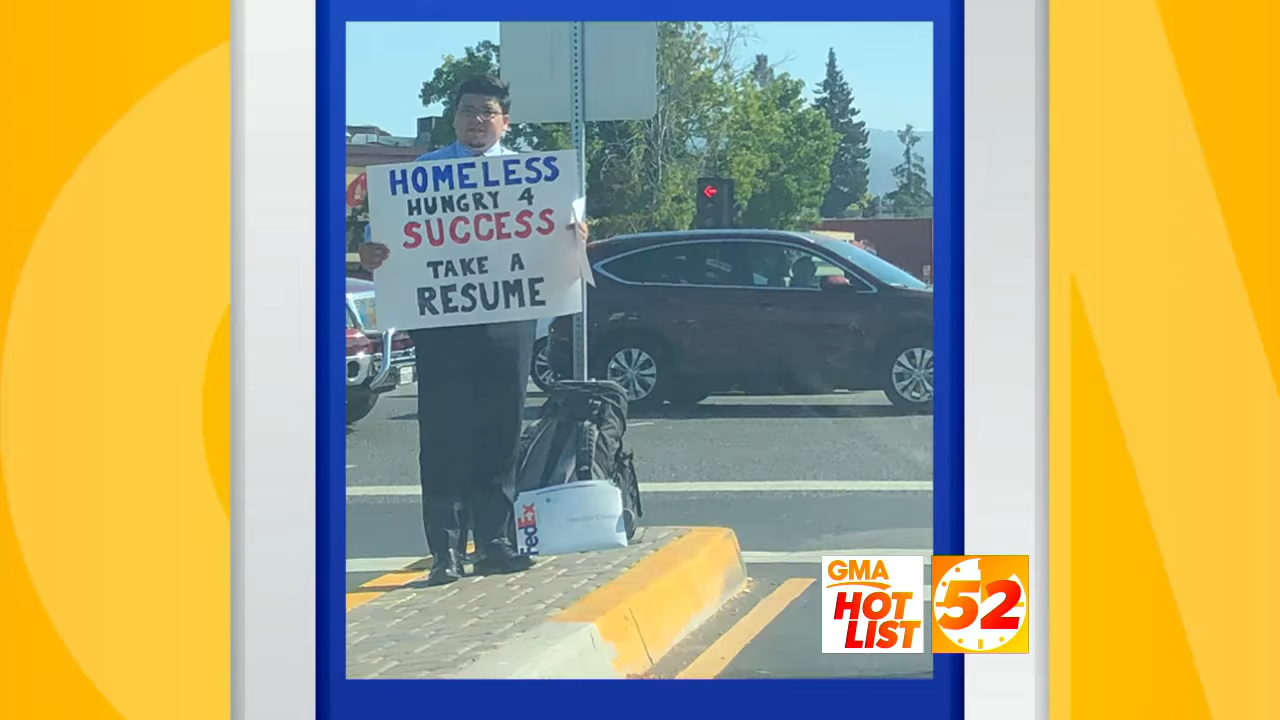 HOMELESS
HUNGRY 4
SUCCESS
TAKE A
RESUME
FedEx
GMA
HOT
LIST
52